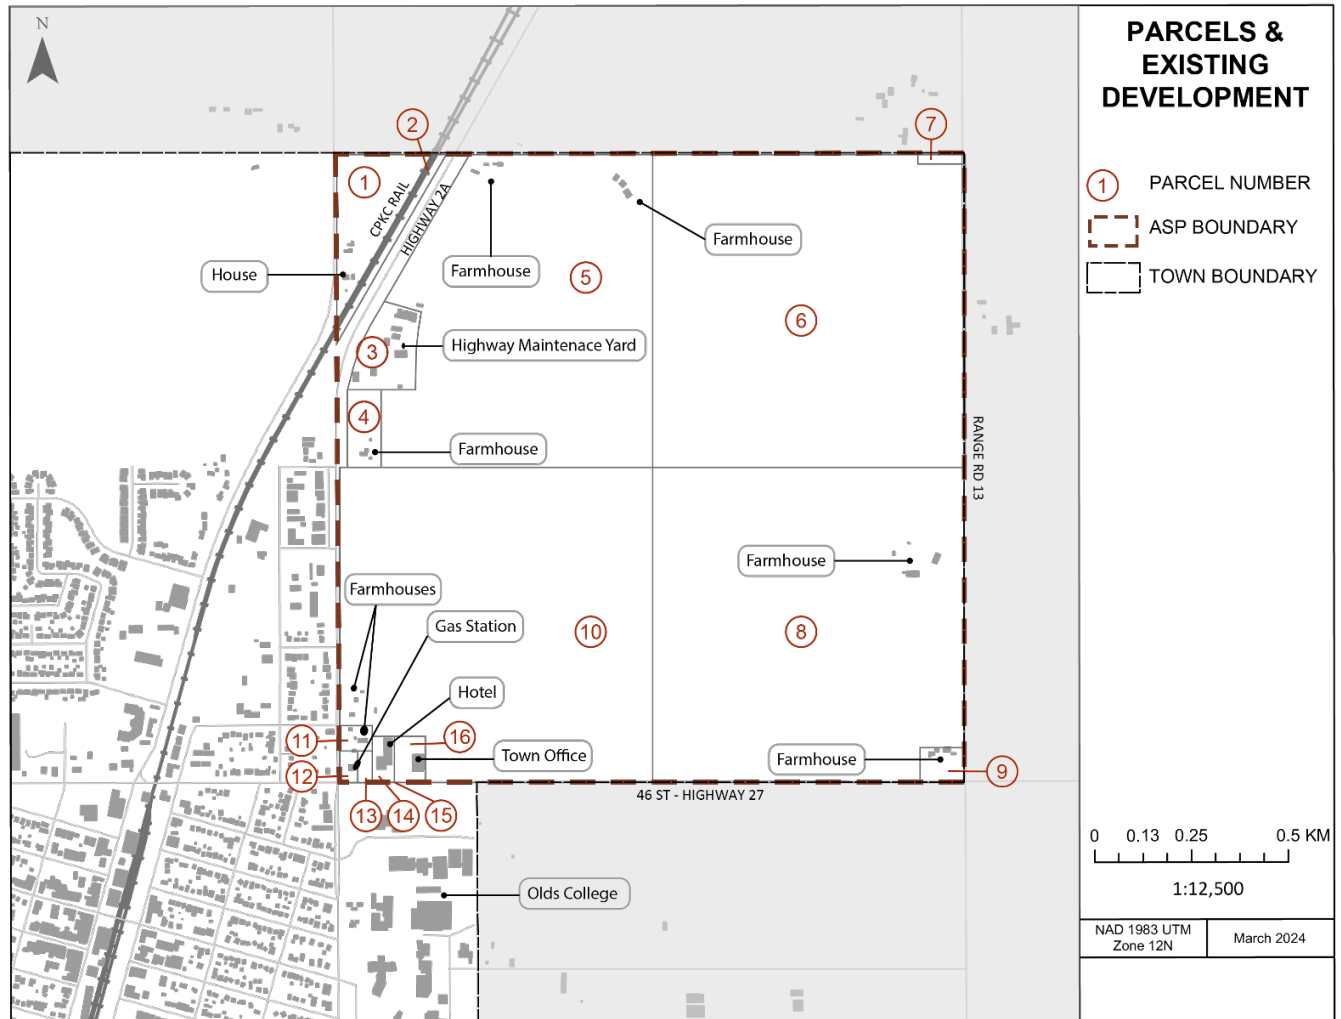 N
PARCELS &
EXISTING
DEVELOPMENT
1 PARCEL NUMBER
ASP BOUNDARY
TOWN BOUNDARY
2
7
1
CPKC RAIL
HIGHWAY 2A
Farmhouse
House
Farmhouse
5
6
3
Highway Maintenace Yard
4
Farmhouse
RANGE RD 13
Farmhouse
Farmhouses
Gas Station
10
8
Hotel
11
16
Town Office
Farmhouse
9
12
13
14
15
46 ST - HIGHWAY 27
Olds College
0 0.13 0.25 0.5 KM
1:12,500
NAD 1983 UTM
Zone 12N
March 2024